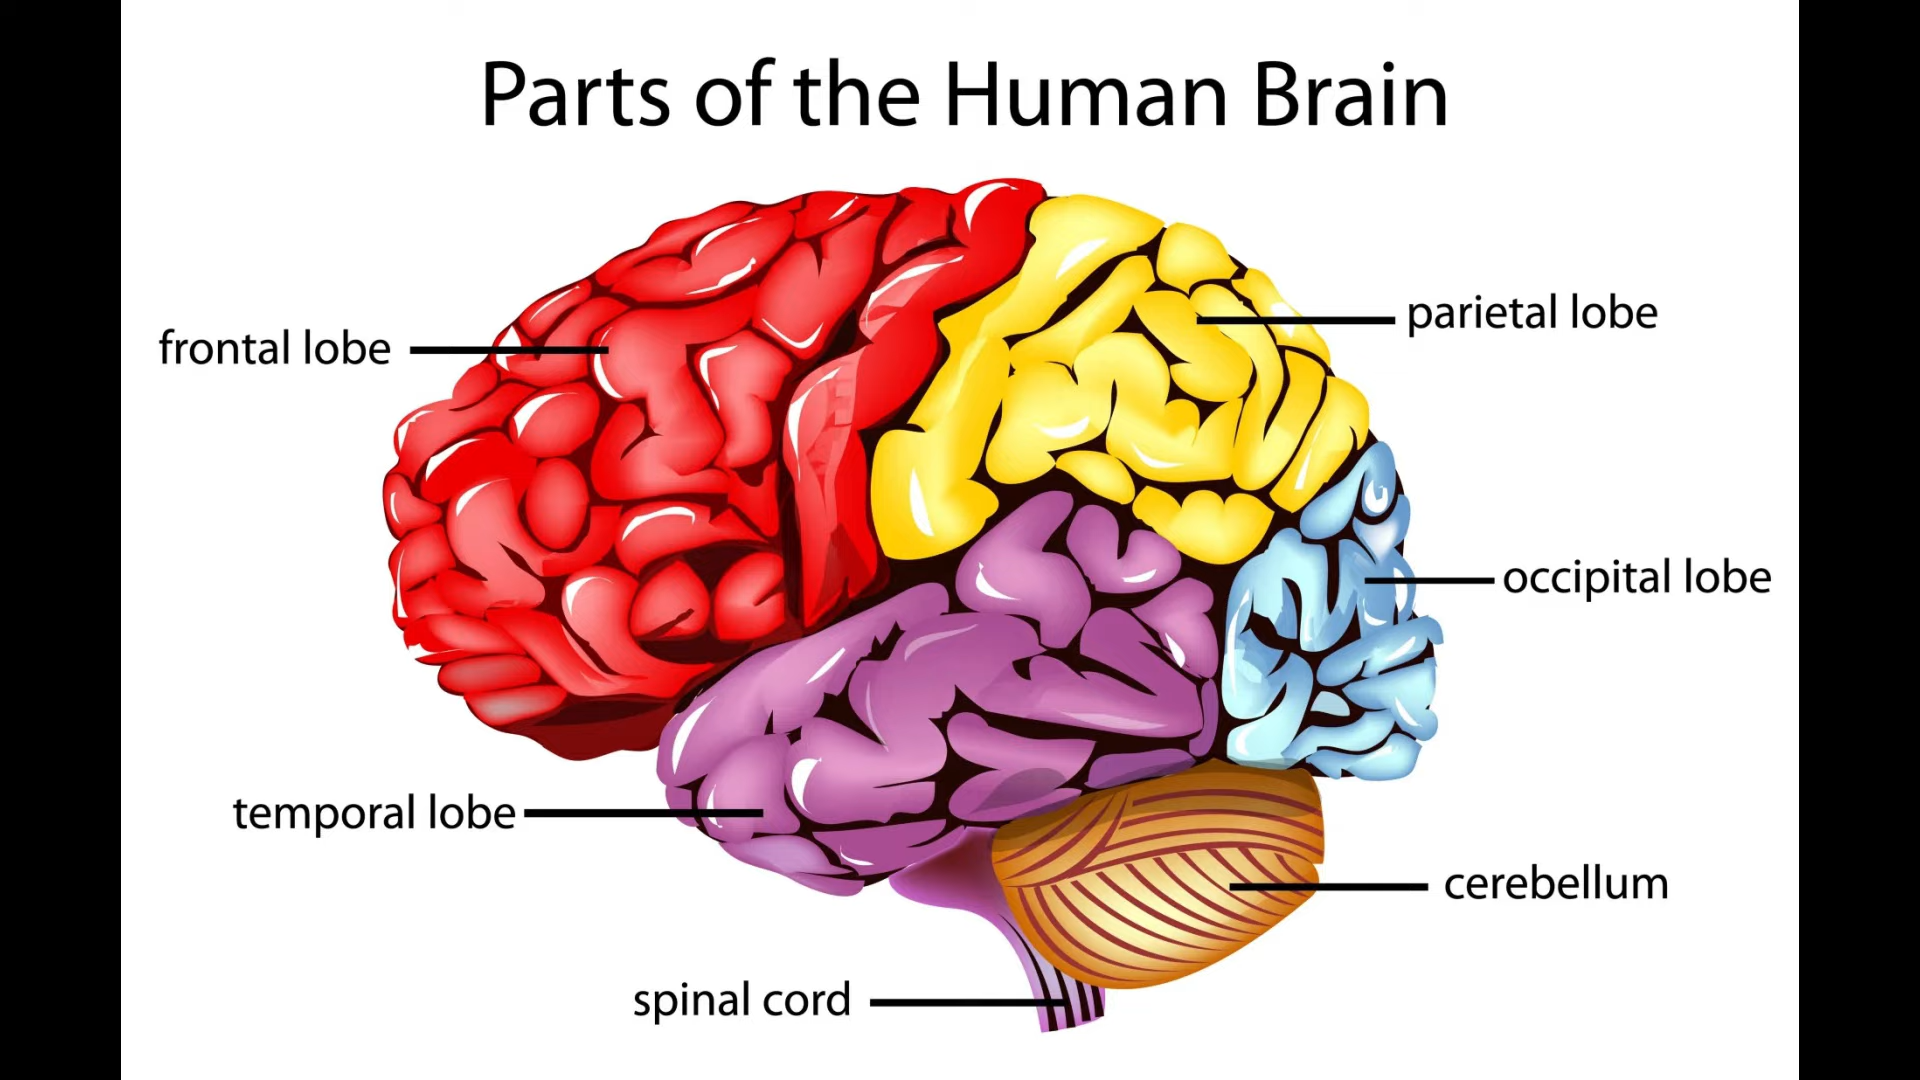 Parts of the Human Brain
frontal lobe
parietal lobe
occipital lobe
temporal lobe
cerebellum
spinal cord